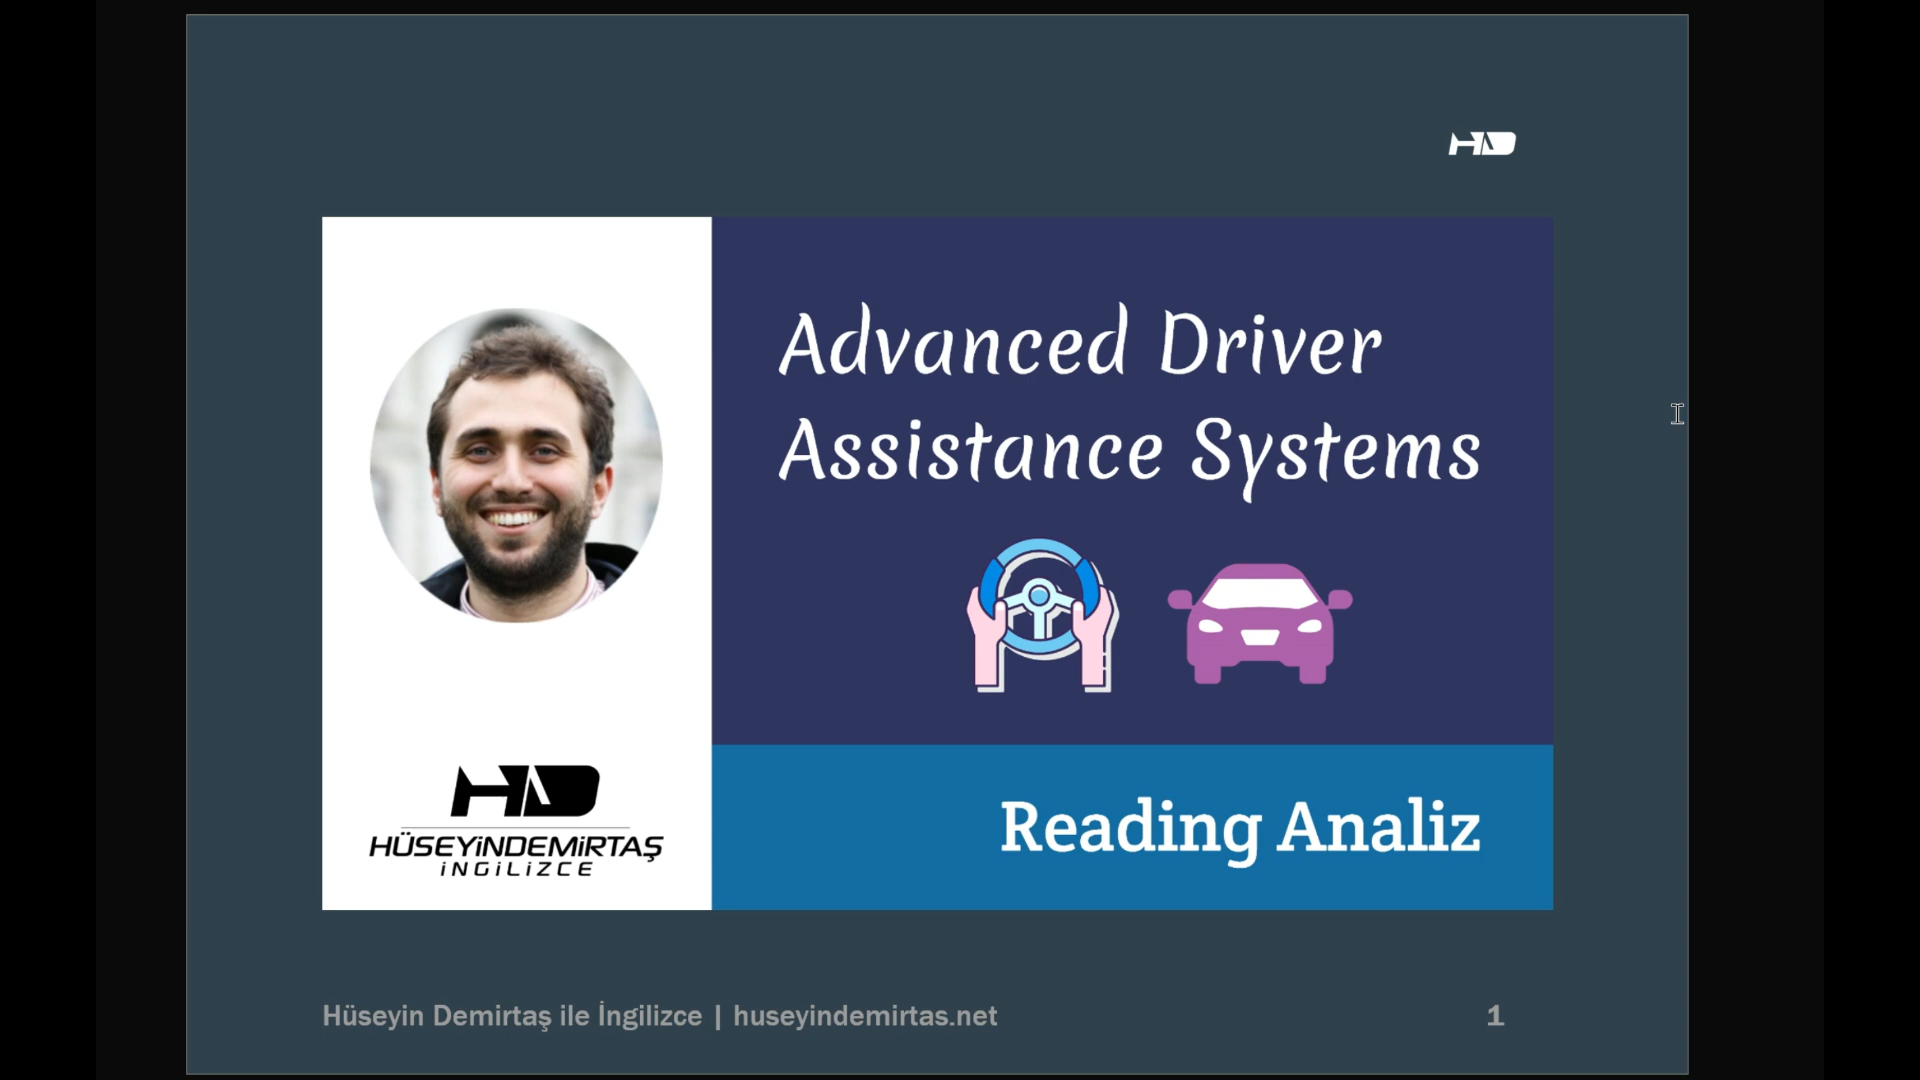 HD
Advanced Driver
Assistance Systems
HD
HÜSEYİNDEMİRTAŞ
İNGİLİZCE
Reading Analiz
Hüseyin Demirtaş ile İngilizce | huseyindemirtas.net
1